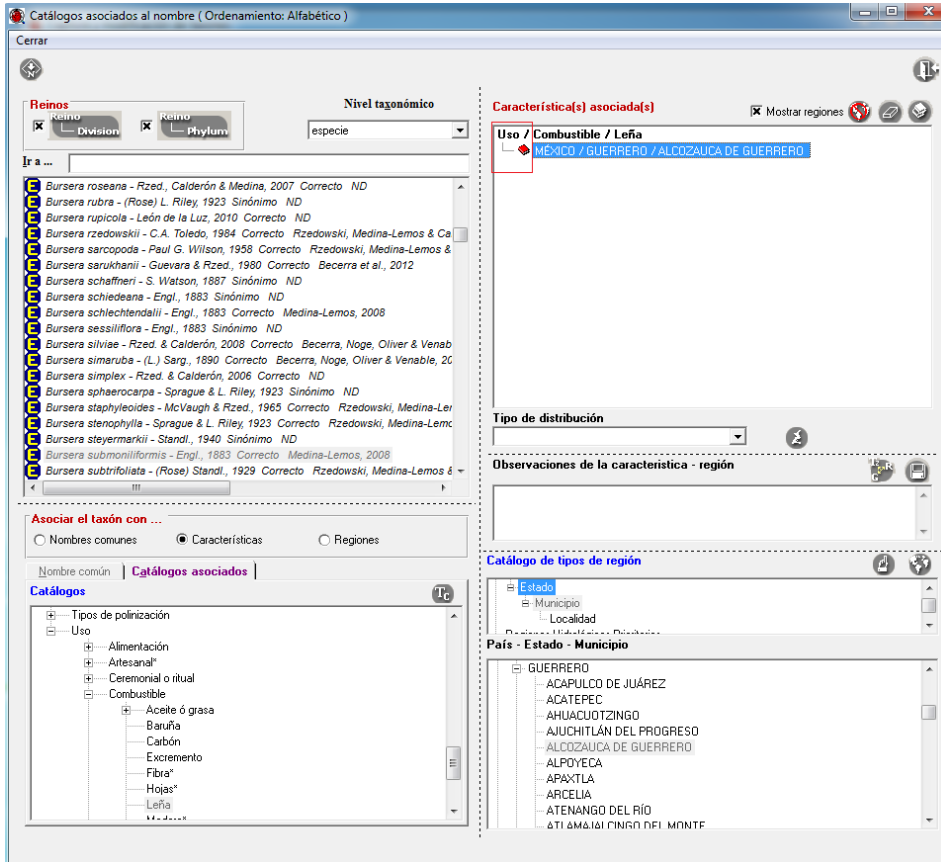 Catálogos asociados al nombre ( Ordenamiento: Alfabético )
Cerrar
N
Reinos
Reino
Division
Reino
Phylum
Nivel taxonómico
especie
Ir a ...
E Bursera roseana - Rzed., Calderón & Medina, 2007 Correcto ND
E Bursera rubra - (Rose) L. Riley, 1923 Sinónimo ND
E Bursera rupicola - León de la Luz, 2010 Correcto ND
E Bursera rzedowskii - C.A. Toledo, 1984 Correcto Rzedowski, Medina-Lemos & Ca
E Bursera sarcopoda - Paul G. Wilson, 1958 Correcto Rzedowski, Medina-Lemos &
E Bursera sarukhanii - Guevara & Rzed., 1980 Correcto Becerra et al., 2012
E Bursera schaffneri - S. Watson, 1887 Sinónimo ND
E Bursera schiedeana - Engl., 1883 Sinónimo ND
E Bursera schlechtendalii - Engl., 1883 Correcto Medina-Lemos, 2008
E Bursera sessiliflora - Engl., 1883 Sinónimo ND
E Bursera silviae - Rzed. & Calderón, 2008 Correcto Becerra, Noge, Oliver & Venab
E Bursera simaruba - (L.) Sarg., 1890 Correcto Becerra, Noge, Oliver & Venable, 20
E Bursera simplex - Rzed. & Calderón, 2006 Correcto ND
E Bursera sphaerocarpa - Sprague & L. Riley, 1923 Sinónimo ND
E Bursera staphyleoides - McVaugh & Rzed., 1965 Correcto Rzedowski, Medina-Ler
E Bursera stenophylla - Sprague & L. Riley, 1923 Correcto Rzedowski, Medina-Lemo
E Bursera steyermarkii - Standl., 1940 Sinónimo ND
E Bursera submoniliformis - Engl., 1883 Correcto Medina-Lemos, 2008
E Bursera subtrifoliata - (Rose) Standl., 1929 Correcto Rzedowski, Medina-Lemos &
Asociar el taxón con ...
Nombres comunes Características Regiones
Nombre común Catálogos asociados
Catálogos
Tc
Tipos de polinización
Uso
Alimentación
Artesanal*
Ceremonial o ritual
Combustible
Aceite ó grasa
Baruña
Carbón
Excremento
Fibra*
Hojas*
Leña
Madera*
Característica(s) asociada(s)
Mostrar regiones
Uso / Combustible / Leña
MÉXICO / GUERRERO / ALCOZAUCA DE GUERRERO
Tipo de distribución
Observaciones de la caracteristica - región
Catálogo de tipos de región
Estado
Municipio
Localidad
Regiones Hidrológicas Prioritarias
País - Estado - Municipio
GUERRERO
ACAPULCO DE JUÁREZ
ACATEPEC
AHUACUOTZINGO
AJUCHITLÁN DEL PROGRESO
ALCOZAUCA DE GUERRERO
ALPOYECA
APAXTLA
ARCELIA
ATENANGO DEL RÍO
ATLAMAJALCINGO DEL MONTE